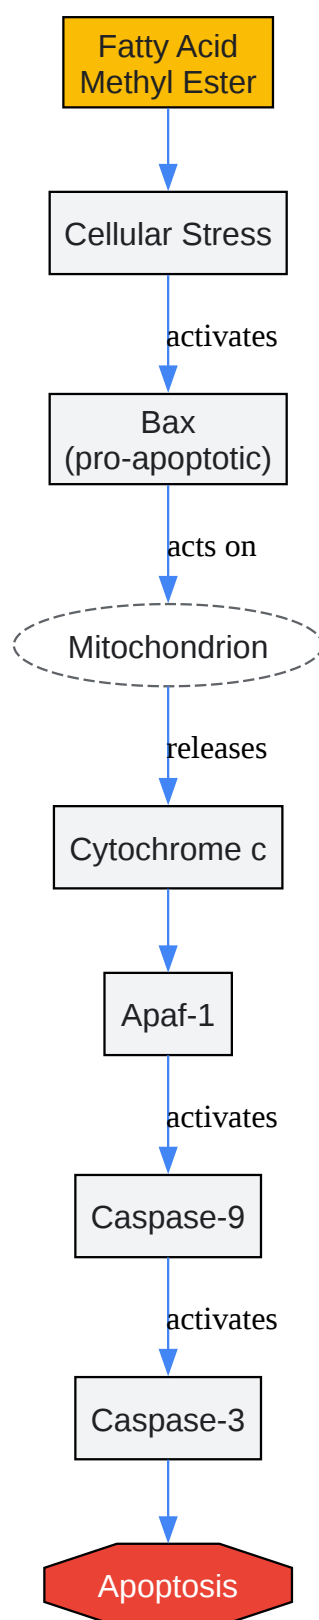 Fatty Acid
Methyl Ester
Cellular Stress
activates
Bax
(pro-apoptotic)
acts on
Mitochondrion
releases
Cytochrome c
Apaf-1
activates
Caspase-9
activates
Caspase-3
Apoptosis